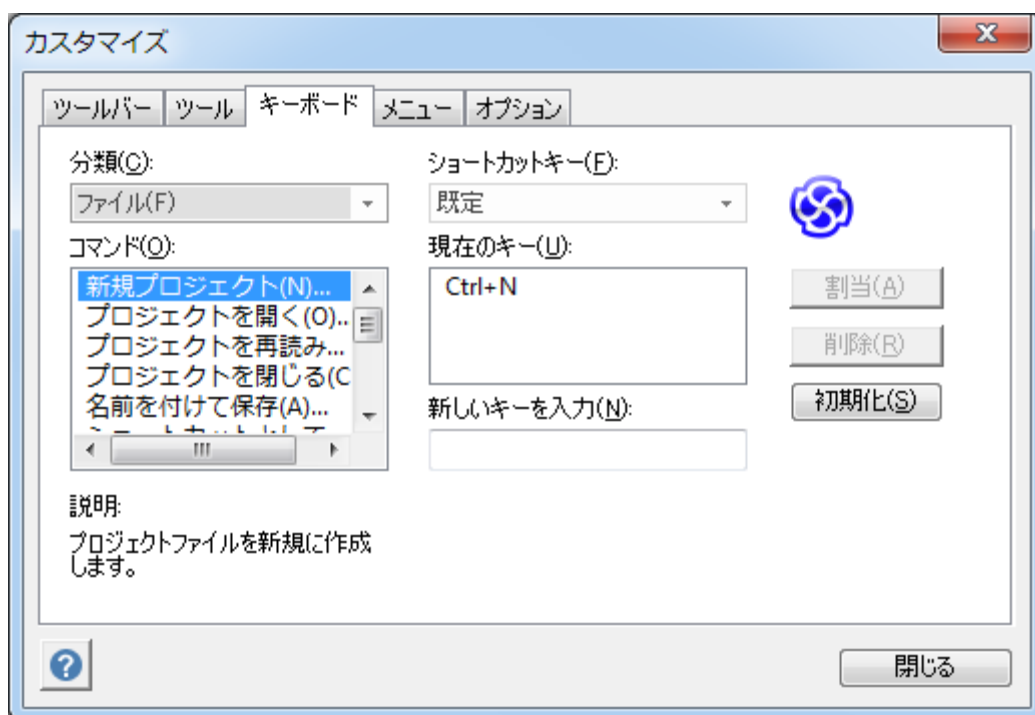 カスタマイズ
ツールバー ツール キーボード メニュー オプション
分類(C):
ファイル(F)
コマンド(O):
新規プロジェクト(N)...
プロジェクトを開く(O)..
プロジェクトを再読み...
プロジェクトを閉じる(C
名前を付けて保存(A)...
説明:
プロジェクトファイルを新規に作成
します。
ショートカットキー(F):
既定
現在のキー(U):
Ctrl+N
新しいキーを入力(N):
割当(A)
削除(R)
初期化(S)
閉じる